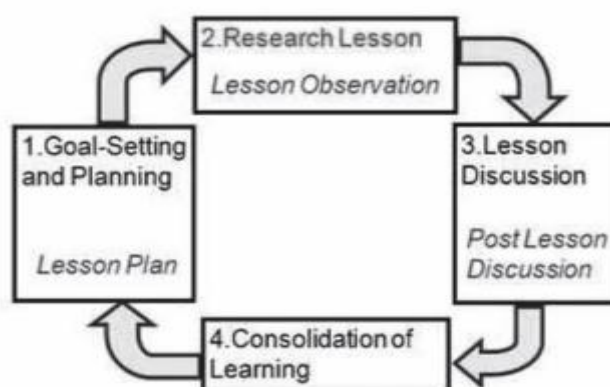 1.Goal-Setting
and Planning
Lesson Plan
2.Research Lesson
Lesson Observation
3.Lesson
Discussion
Post Lesson
Discussion
4.Consolidation of
Learning